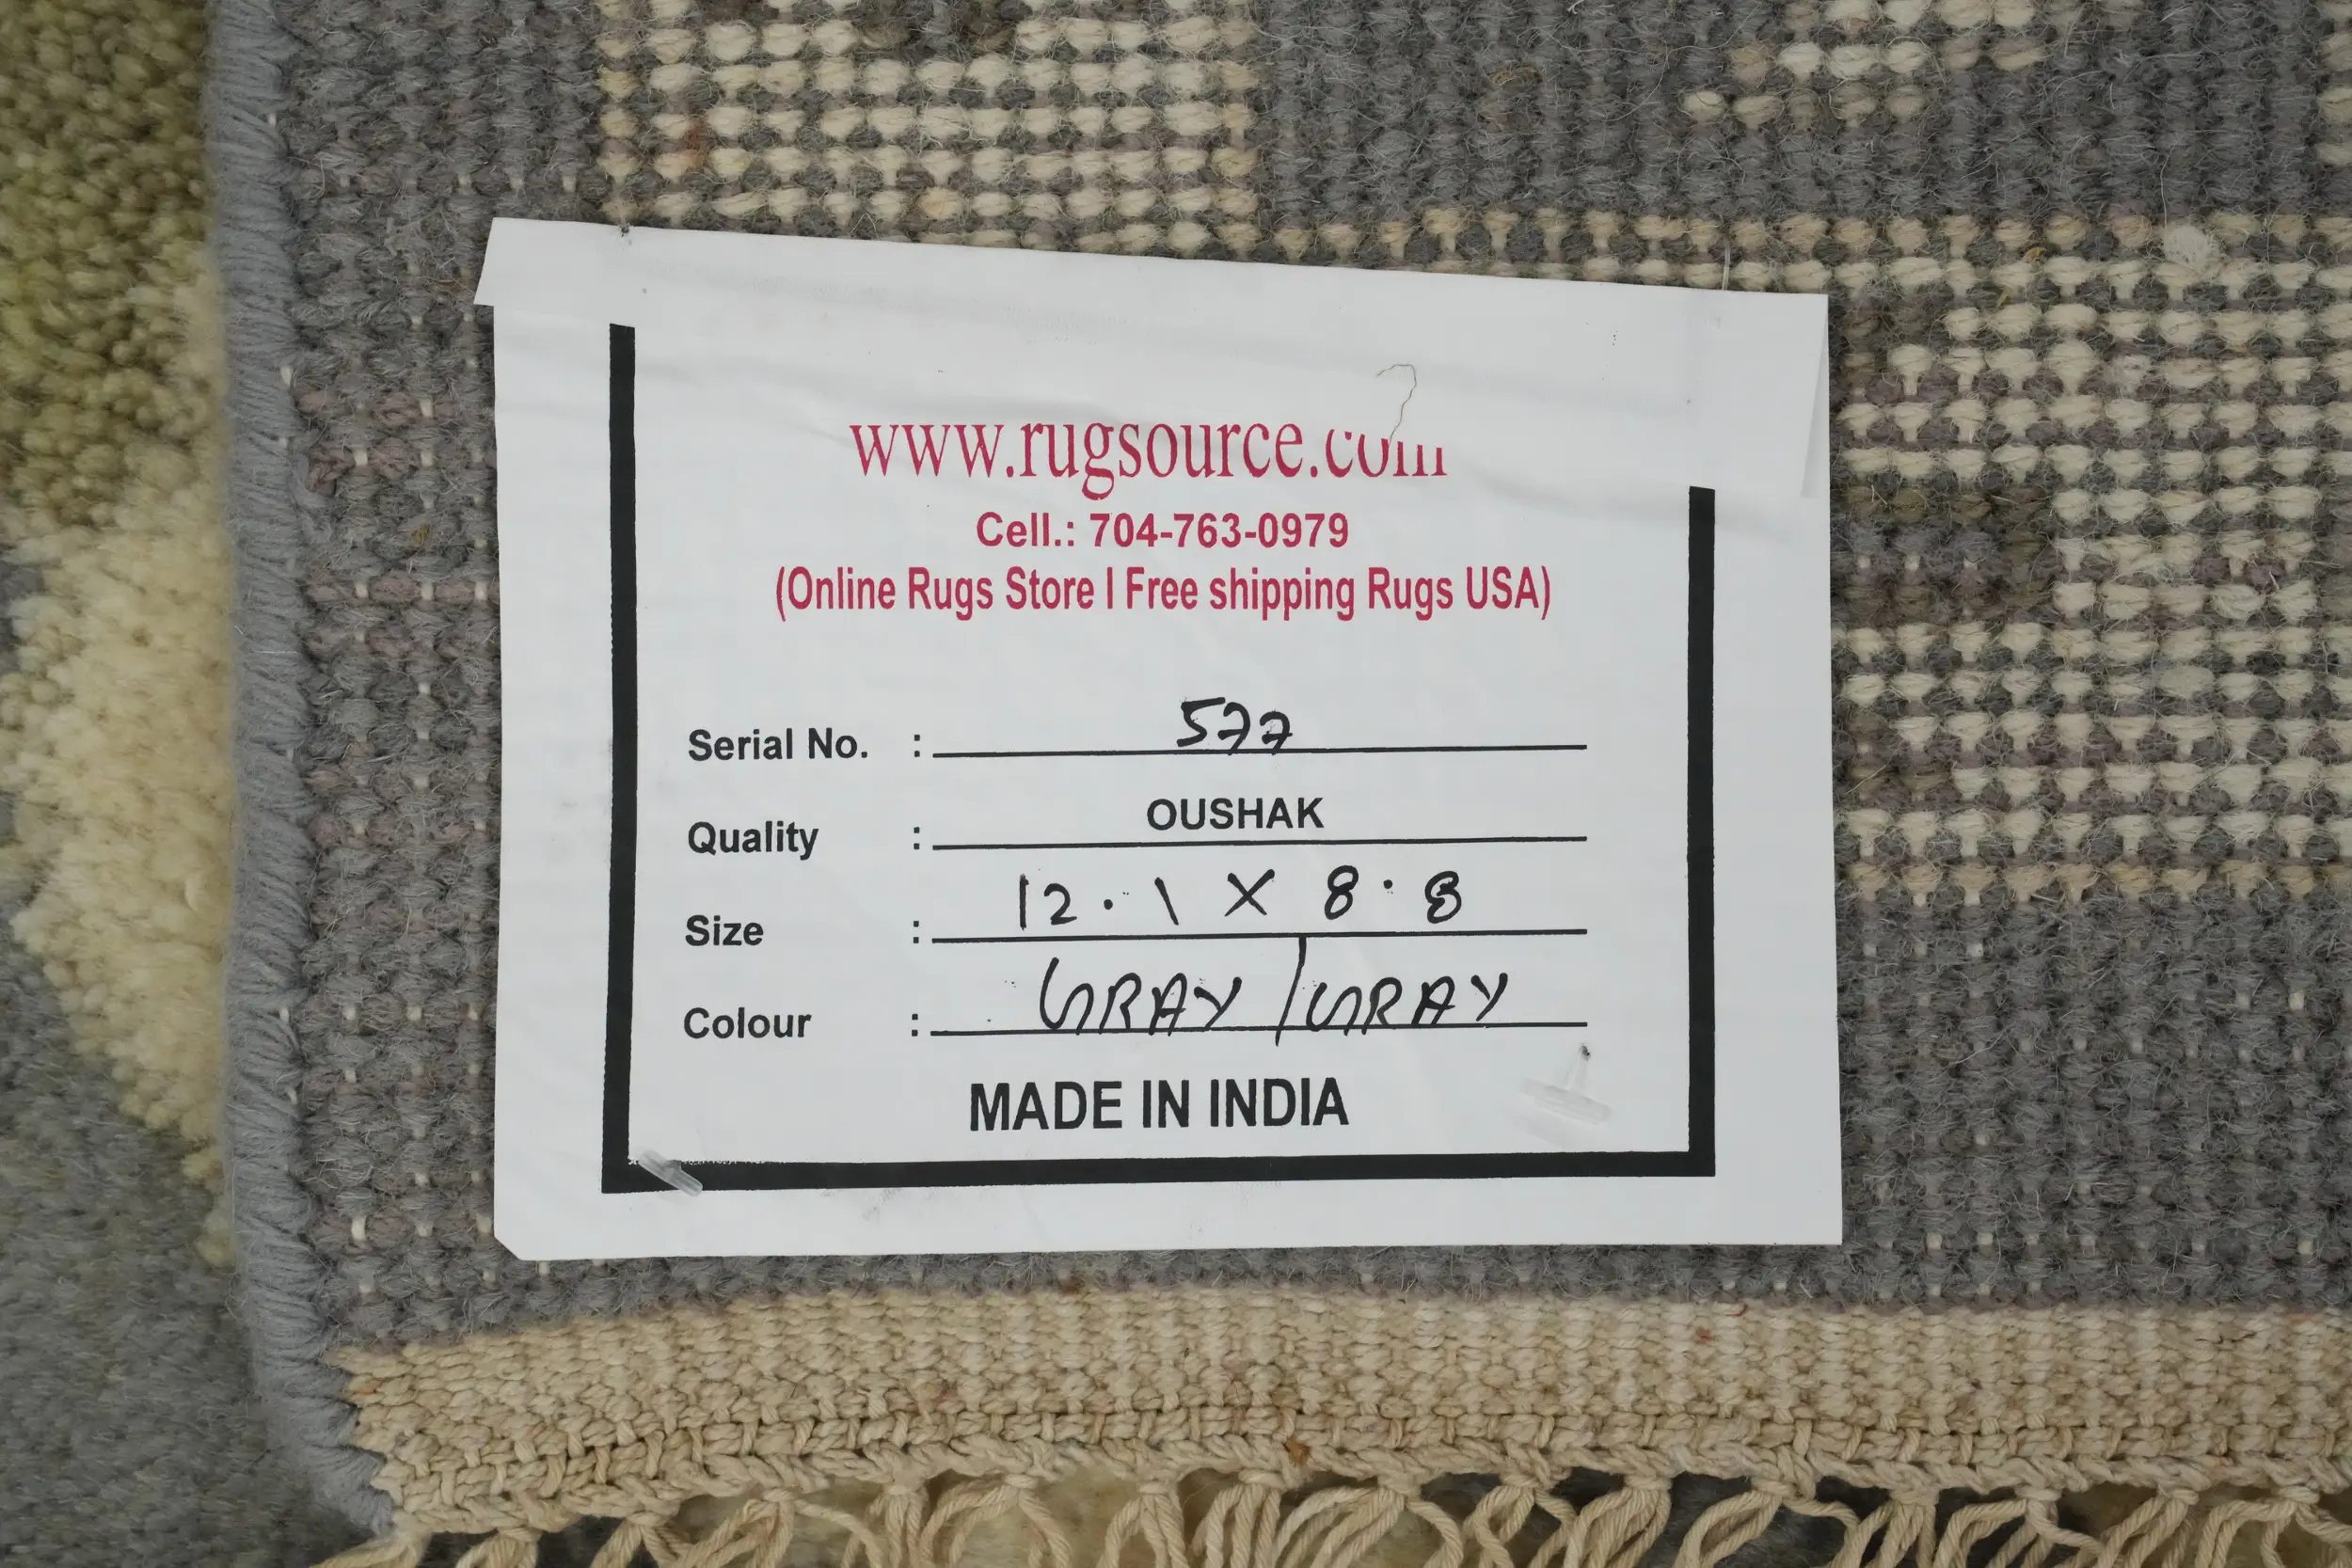 www.rugsource.com
Cell.: 704-763-0979
(Online Rugs Store I Free shipping Rugs USA)
Serial No. : 577
Quality : OUSHAK
Size : 12.1 X 8.8
Colour : GRAY/GRAY
MADE IN INDIA